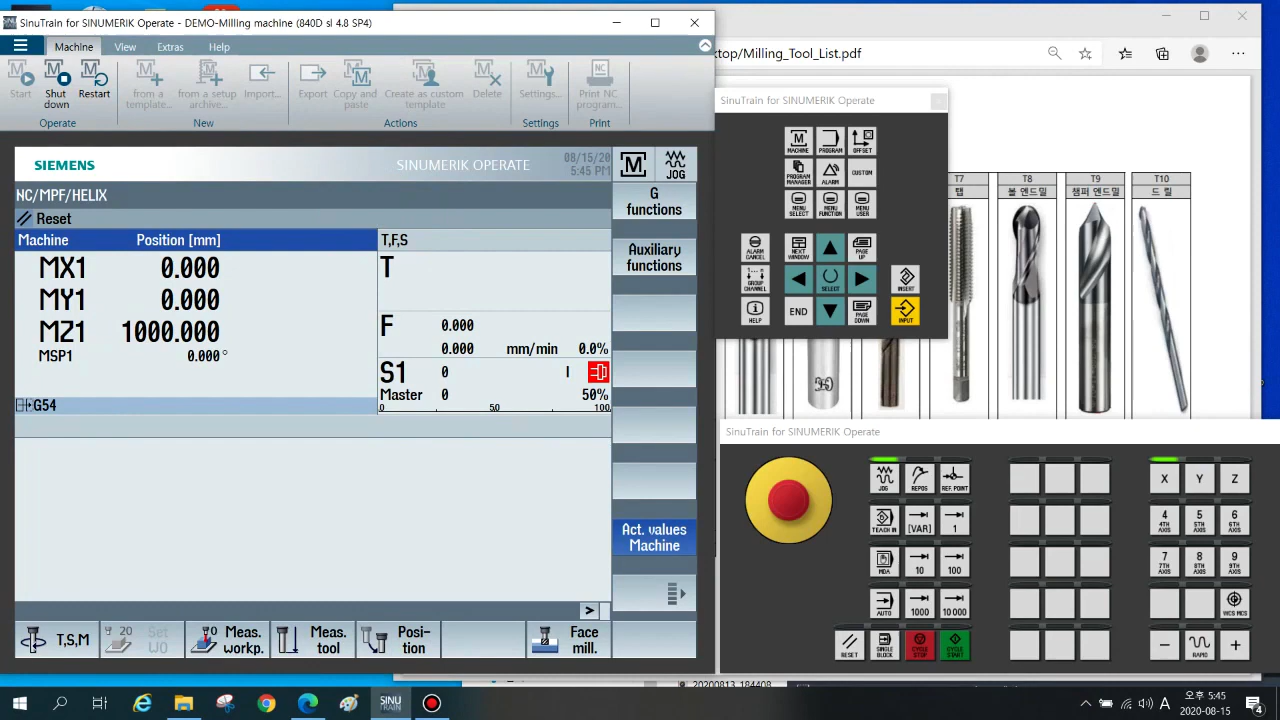 SinuTrain for SINUMERIK Operate - DEMO-Milling machine (840D sl 4.8 SP4)
Machine View Extras Help
Start
Shut down
Restart
from a template...
from a setup archive...
Import...
Export
Copy and paste
Create as custom template
Delete
Settings...
Print NC program...
Operate New Actions Settings Print
SIEMENS
SINUMERIK OPERATE
08/15/20
5:45 PM
M
JOG
NC/MPF/HELIX
Reset
Machine Position [mm]
MX1 0.000
MY1 0.000
MZ1 1000.000
MSP1 0.000 °
G54
T,F,S
T
F 0.000
0.000 mm/min 0.0%
S1 0 I
Master 0 50%
0 50 100
G functions
Auxiliary functions
Act. values Machine
>
T,S,M
Set W0
Meas. workp.
Meas. tool
Posi- tion
Face mill.
ktop/Milling_Tool_List.pdf
T7 T8 T9 T10
탭 볼 엔드밀 챔퍼 엔드밀 드 릴
SinuTrain for SINUMERIK Operate
MACHINE PROGRAM OFFSET
PROGRAM MANAGER ALARM CUSTOM
MENU SELECT MENU FUNCTION MENU USER
ALARM CANCEL NEXT WINDOW PAGE UP
1... n GROUP CHANNEL SELECT INSERT
HELP END PAGE DOWN INPUT
SinuTrain for SINUMERIK Operate
JOG REPOS REF. POINT X Y Z
TEACH IN [VAR] 1 4 4TH AXIS 5 5TH AXIS 6 6TH AXIS
MDA 10 100 7 7TH AXIS 8 8TH AXIS 9 9TH AXIS
AUTO 1000 10 000 WCS MCS
RESET SINGLE BLOCK CYCLE STOP CYCLE START − RAPID +
20200813_184408
SINU TRAIN
A
오후 5:45
2020-08-15
4